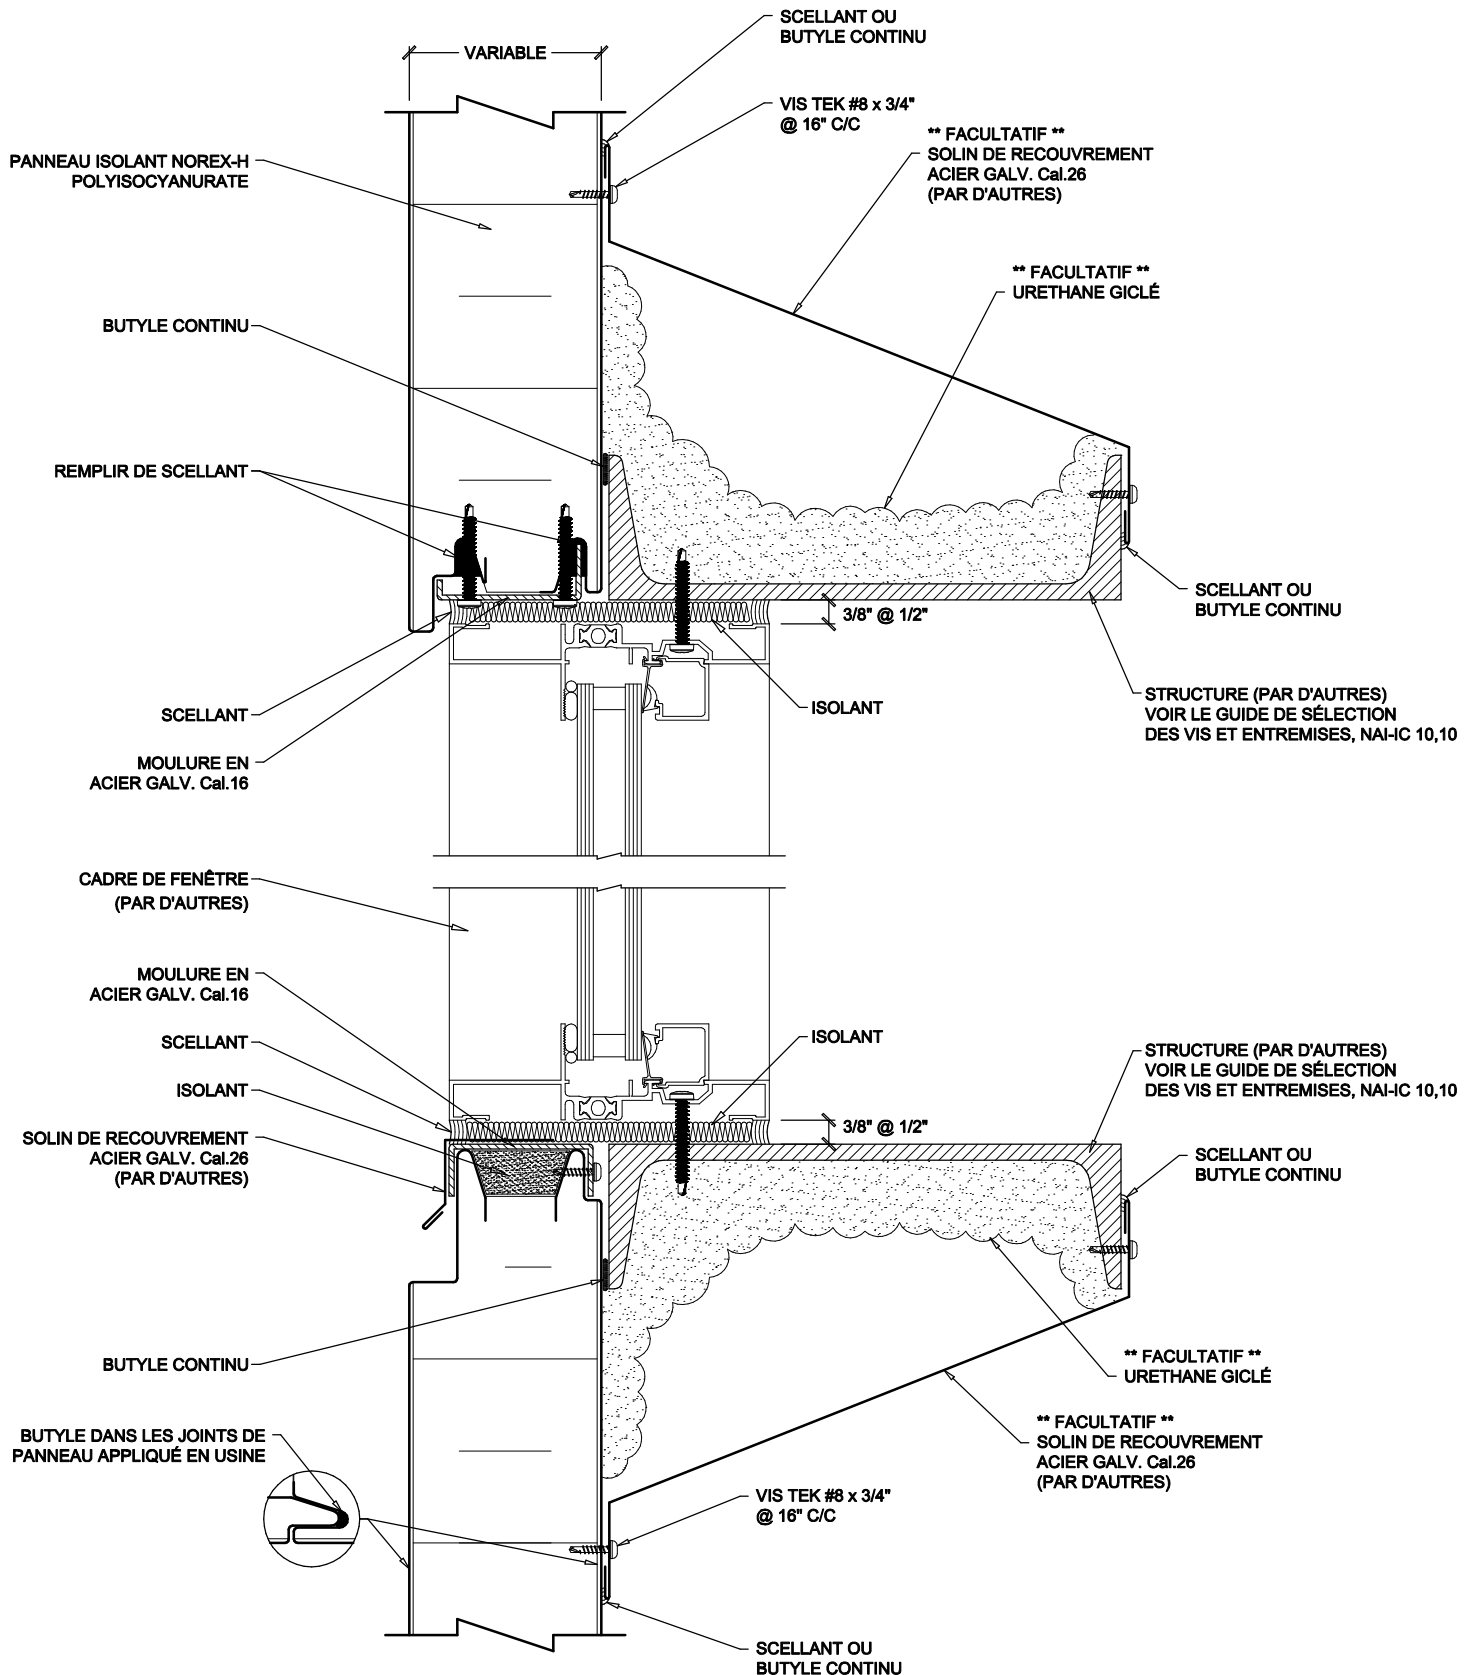 SCELLANT OU
BUTYLE CONTINU
VARIABLE
VIS TEK #8 x 3/4"
@ 16" C/C
** FACULTATIF **
SOLIN DE RECOUVREMENT
ACIER GALV. Cal.26
(PAR D'AUTRES)
PANNEAU ISOLANT NOREX-H
POLYISOCYANURATE
** FACULTATIF **
URETHANE GICLÉ
BUTYLE CONTINU
REMPLIR DE SCELLANT
SCELLANT OU
BUTYLE CONTINU
3/8" @ 1/2"
SCELLANT
ISOLANT
STRUCTURE (PAR D'AUTRES)
VOIR LE GUIDE DE SÉLECTION
DES VIS ET ENTREMISES, NAI-IC 10,10
MOULURE EN
ACIER GALV. Cal.16
CADRE DE FENÊTRE
(PAR D'AUTRES)
MOULURE EN
ACIER GALV. Cal.16
SCELLANT
ISOLANT
ISOLANT
STRUCTURE (PAR D'AUTRES)
VOIR LE GUIDE DE SÉLECTION
DES VIS ET ENTREMISES, NAI-IC 10,10
3/8" @ 1/2"
SOLIN DE RECOUVREMENT
ACIER GALV. Cal.26
(PAR D'AUTRES)
SCELLANT OU
BUTYLE CONTINU
BUTYLE CONTINU
** FACULTATIF **
URETHANE GICLÉ
** FACULTATIF **
SOLIN DE RECOUVREMENT
ACIER GALV. Cal.26
(PAR D'AUTRES)
BUTYLE DANS LES JOINTS DE
PANNEAU APPLIQUÉ EN USINE
VIS TEK #8 x 3/4"
@ 16" C/C
SCELLANT OU
BUTYLE CONTINU